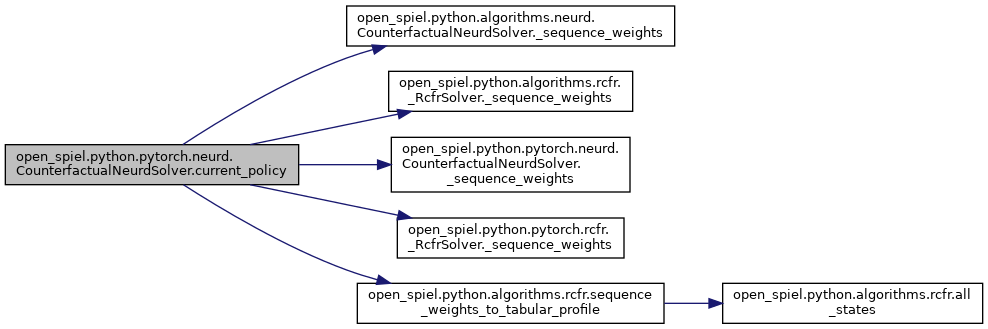 open_spiel.python.algorithms.neurd.
CounterfactualNeurdSolver._sequence_weights
open_spiel.python.algorithms.rcfr.
_RcfrSolver._sequence_weights
open_spiel.python.pytorch.neurd.
CounterfactualNeurdSolver.current_policy
open_spiel.python.pytorch.neurd.
CounterfactualNeurdSolver.
_sequence_weights
open_spiel.python.pytorch.rcfr.
_RcfrSolver._sequence_weights
open_spiel.python.algorithms.rcfr.sequence
_weights_to_tabular_profile
open_spiel.python.algorithms.rcfr.all
_states